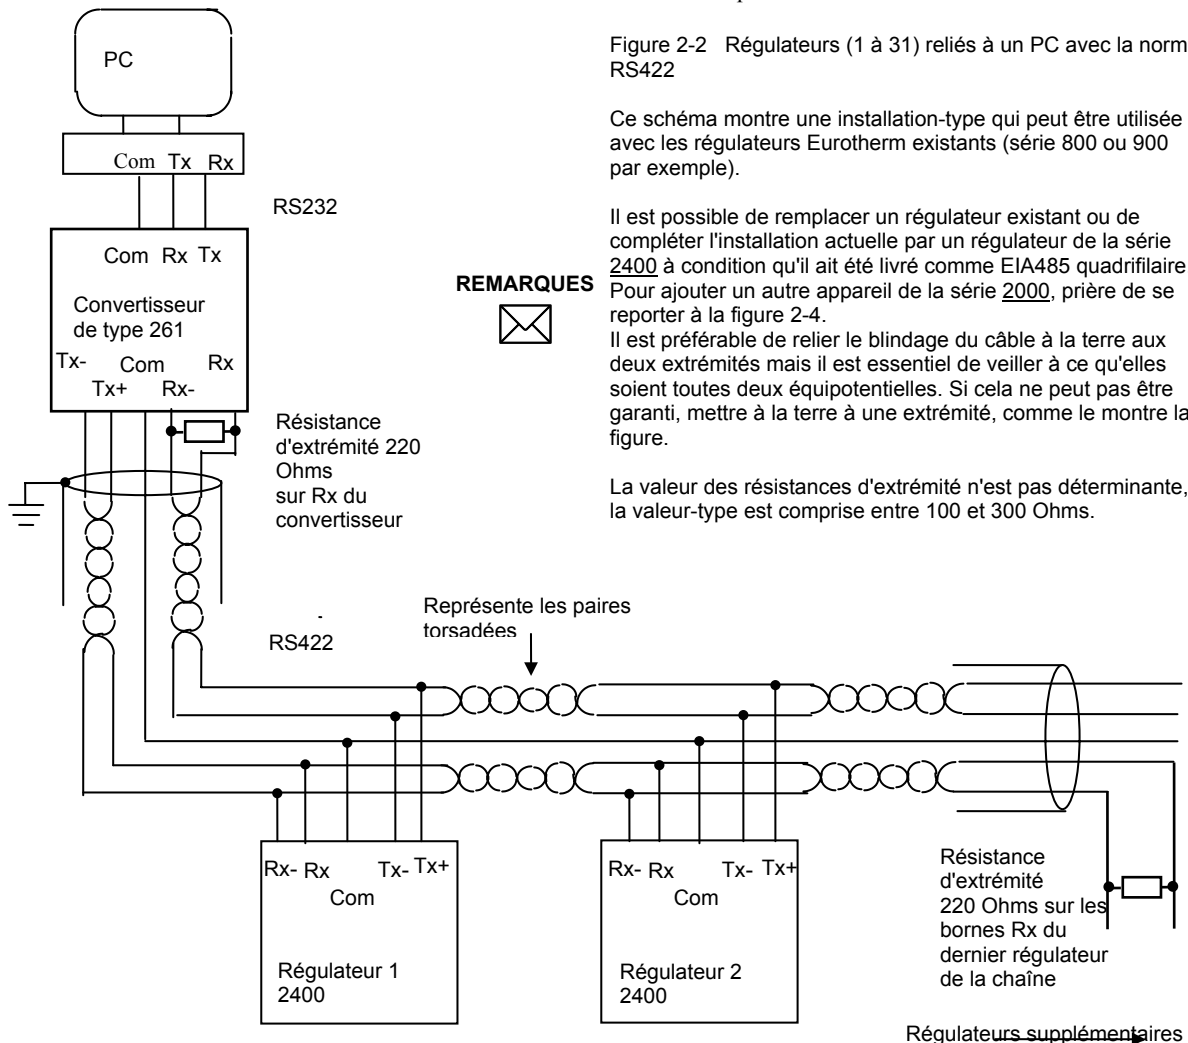 Figure 2-2 Régulateurs (1 à 31) reliés à un PC avec la norm
RS422
PC
Com Tx Rx
Ce schéma montre une installation-type qui peut être utilisée
avec les régulateurs Eurotherm existants (série 800 ou 900
par exemple).
RS232
Com Rx Tx
Convertisseur
de type 261
Tx- Com Rx
Tx+ Rx-
REMARQUES
Il est possible de remplacer un régulateur existant ou de
compléter l'installation actuelle par un régulateur de la série
2400 à condition qu'il ait été livré comme EIA485 quadrifilaire
Pour ajouter un autre appareil de la série 2000, prière de se
reporter à la figure 2-4.
Il est préférable de relier le blindage du câble à la terre aux
deux extrémités mais il est essentiel de veiller à ce qu'elles
soient toutes deux équipotentielles. Si cela ne peut pas être
garanti, mettre à la terre à une extrémité, comme le montre la
figure.
La valeur des résistances d'extrémité n'est pas déterminante,
la valeur-type est comprise entre 100 et 300 Ohms.
Résistance
d'extrémité 220
Ohms
sur Rx du
convertisseur
-
RS422
Représente les paires
torsadées
Rx- Rx Tx- Tx+
Com
Régulateur 1
2400
Rx- Rx Tx- Tx+
Com
Régulateur 2
2400
Résistance
d'extrémité
220 Ohms sur les
bornes Rx du
dernier régulateur
de la chaîne
Régulateurs supplémentaires